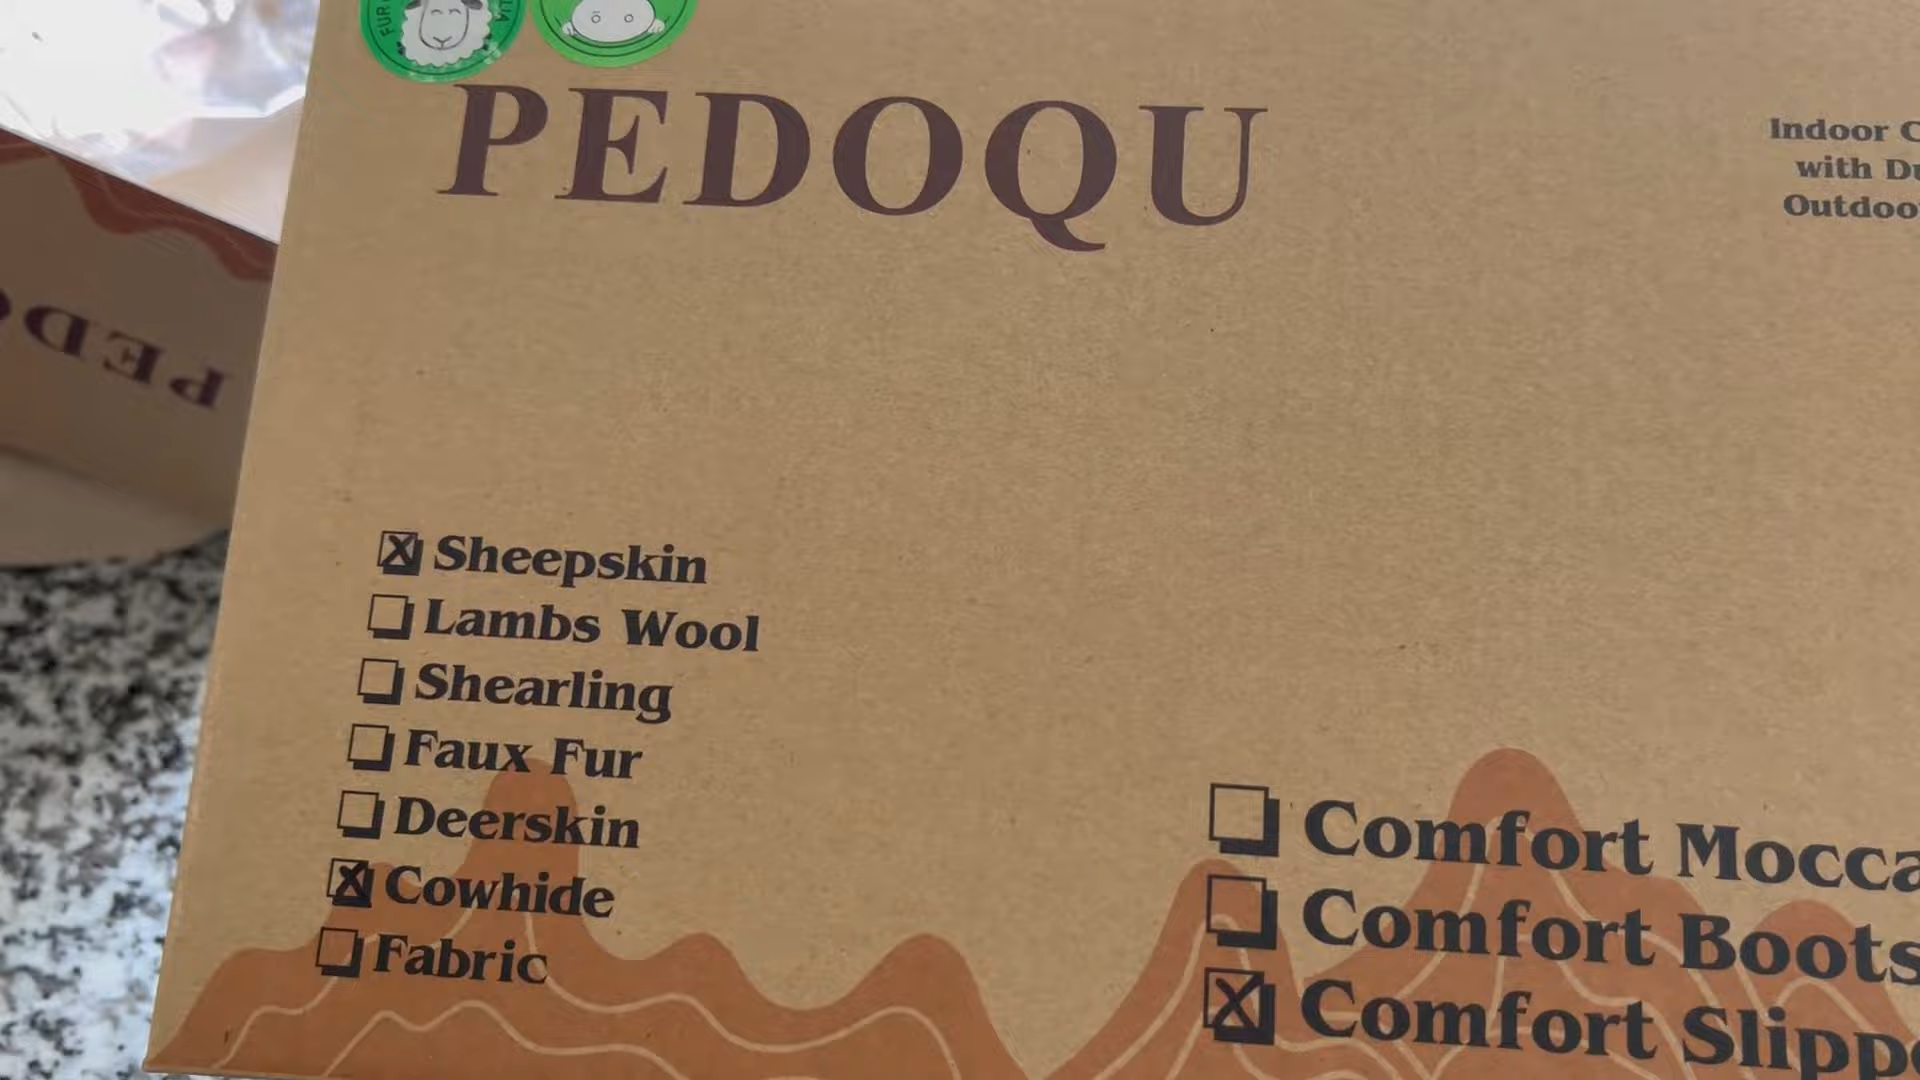 PEDOQU
Indoor
with
Sheepskin
Lambs Wool
Shearling
Faux Fur
Deerskin
Cowhide
Fabric
Comfort
Comfort Boots
Comfort